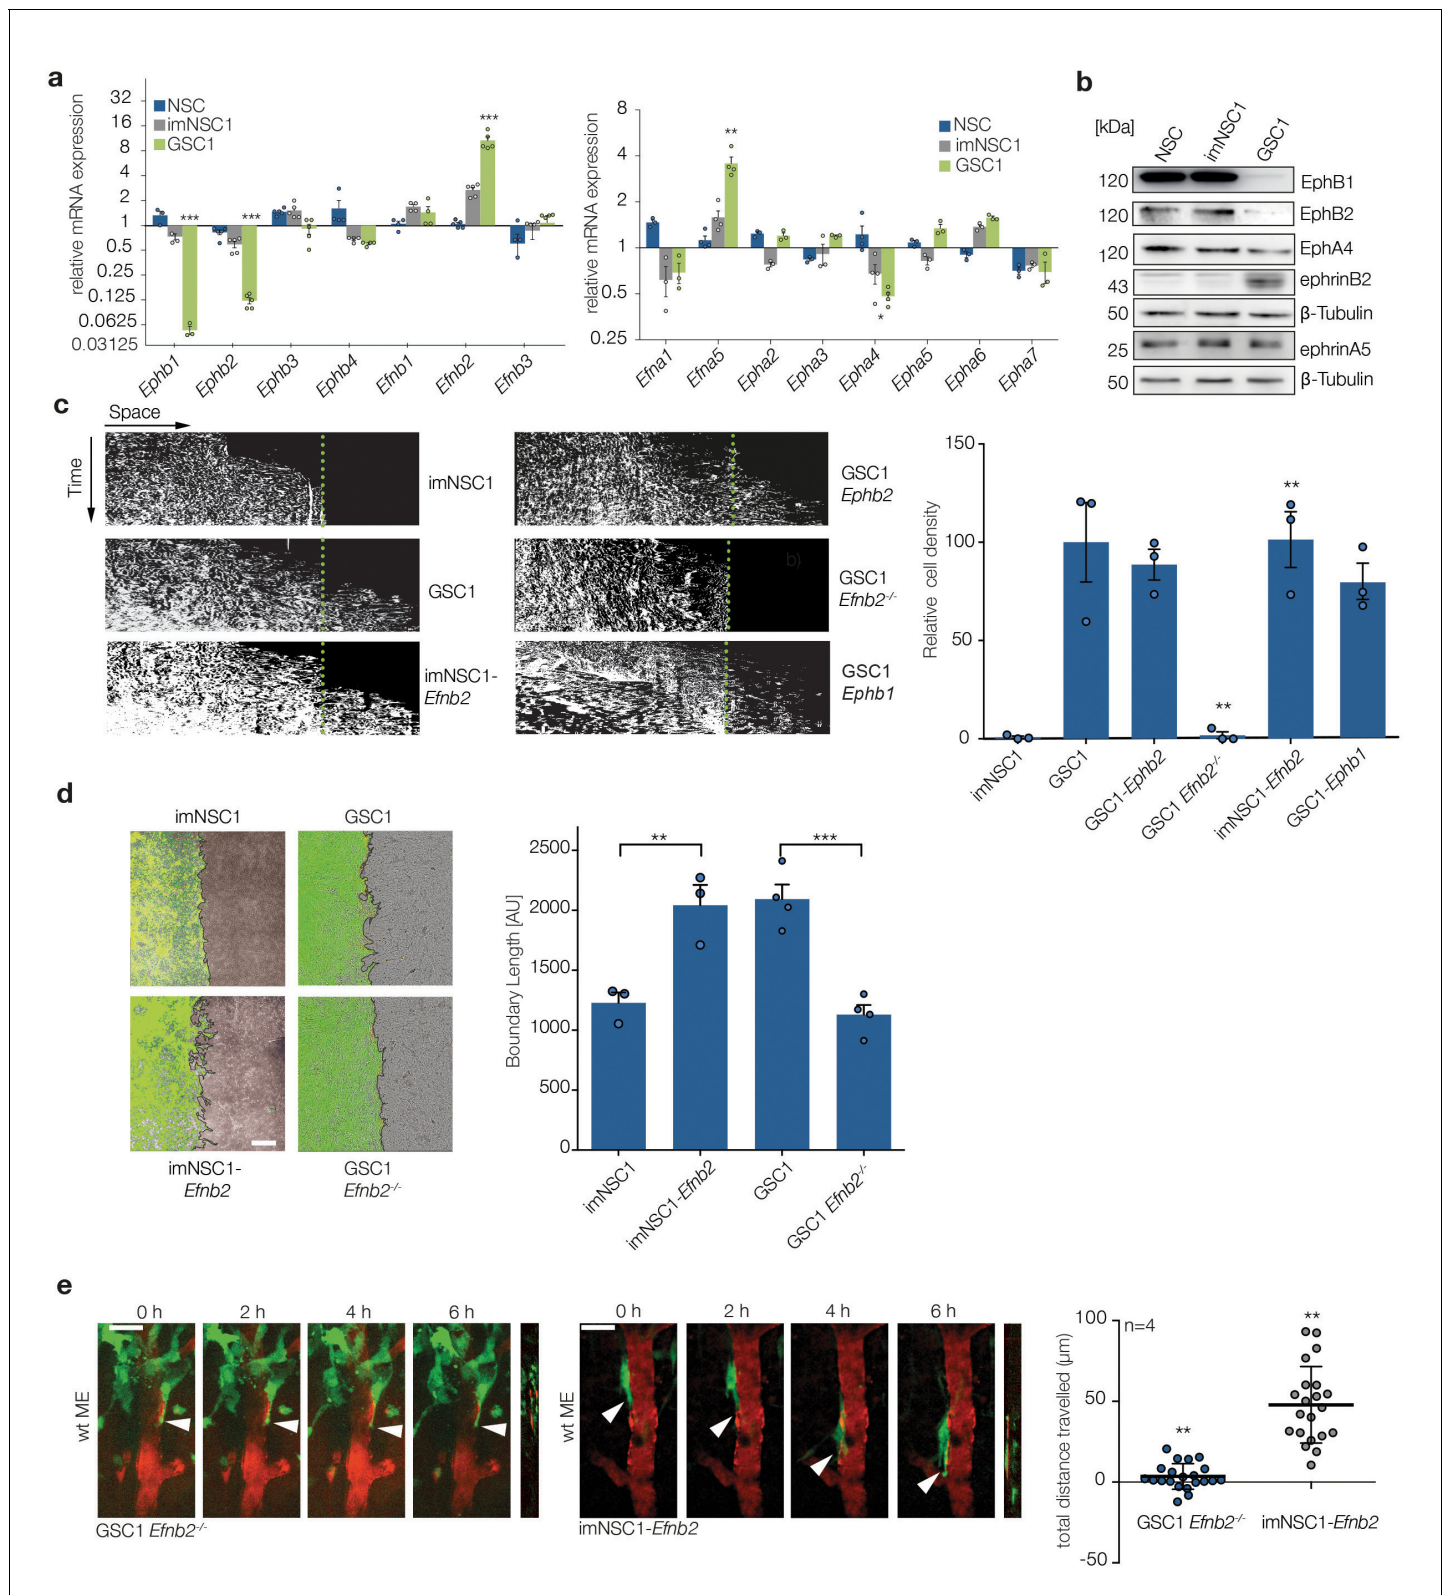 a
relative mRNA expression
32
16
8
4
2
1
0.5
0.25
0.125
0.0625
0.03125
NSC
imNSC1
GSC1
***
***
***
Ephb1
Ephb2
Ephb3
Ephb4
Efnb1
Efnb2
Efnb3
relative mRNA expression
8
4
2
1
0.5
0.25
NSC
imNSC1
GSC1
**
*
Efna1
Efna5
Epha2
Epha3
Epha4
Epha5
Epha6
Epha7
b
[kDa]
NSC
imNSC1
GSC1
120 EphB1
120 EphB2
120 EphA4
43 ephrinB2
50 β-Tubulin
25 ephrinA5
50 β-Tubulin
c
Space
Time
imNSC1
GSC1
imNSC1-
Efnb2
GSC1
Ephb2
b)
GSC1
Efnb2-/-
GSC1
Ephb1
Relative cell density
150
100
50
0
**
**
imNSC1
GSC1
GSC1-Ephb2
GSC1 Efnb2-/-
imNSC1-Efnb2
GSC1-Ephb1
d
imNSC1
GSC1
imNSC1-
Efnb2
GSC1
Efnb2-/-
Boundary Length [AU]
2500
2000
1500
1000
500
0
**
***
imNSC1
imNSC1-Efnb2
GSC1
GSC1 Efnb2-/-
e
0 h
2 h
4 h
6 h
wt ME
GSC1 Efnb2-/-
0 h
2 h
4 h
6 h
wt ME
imNSC1-Efnb2
total distance travelled (μm)
100
50
0
-50
n=4
**
**
GSC1 Efnb2-/-
imNSC1-Efnb2